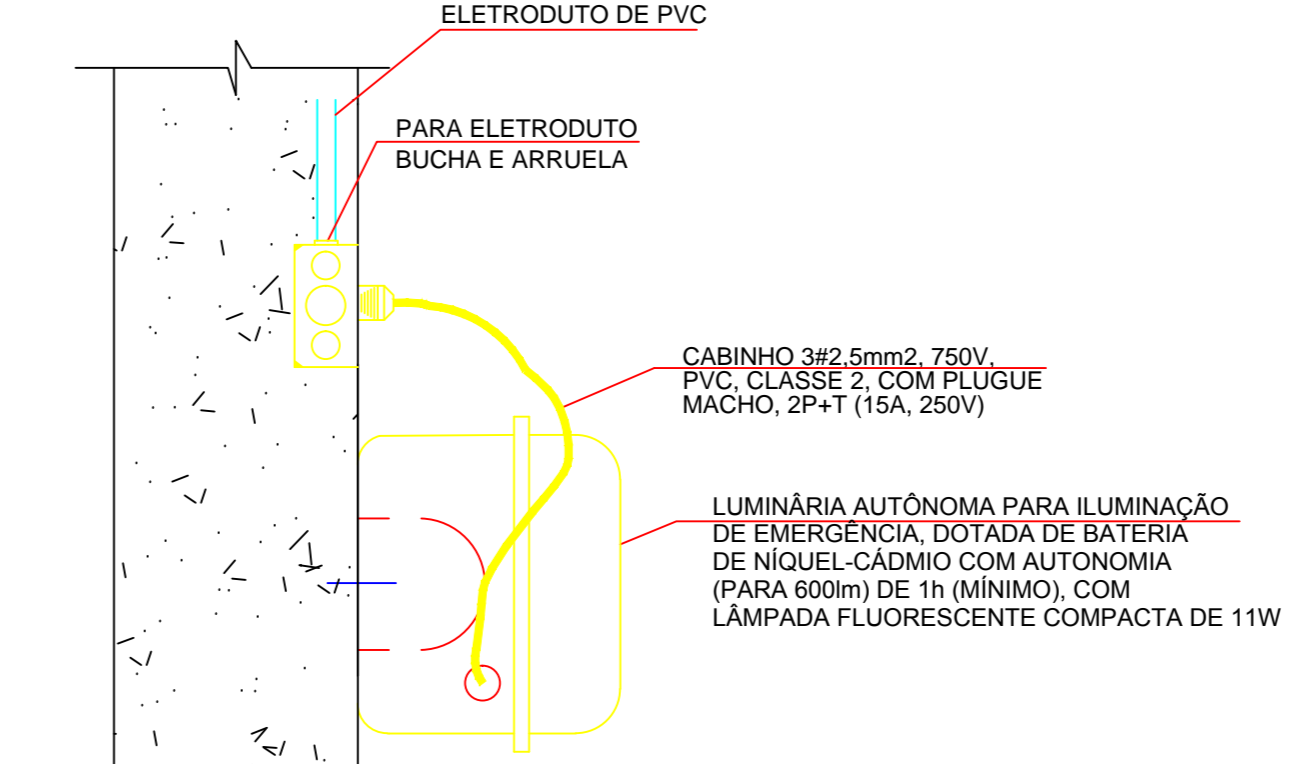 ELETRODUTO DE PVC
PARA ELETRODUTO
BUCHA E ARRUELA
CABINHO 3#2,5mm2, 750V,
PVC, CLASSE 2, COM PLUGUE
MACHO, 2P+T (15A, 250V)
LUMINÂRIA AUTÔNOMA PARA ILUMINAÇÃO
DE EMERGÊNCIA, DOTADA DE BATERIA
DE NÍQUEL-CÁDMIO COM AUTONOMIA
(PARA 600lm) DE 1h (MÍNIMO), COM
LÂMPADA FLUORESCENTE COMPACTA DE 11W